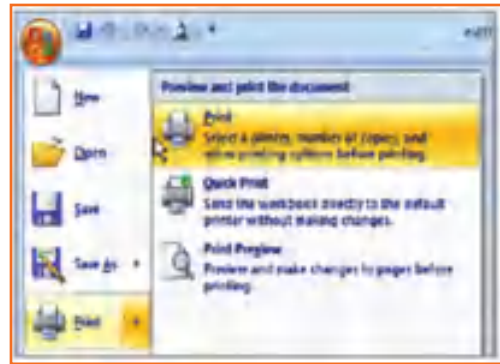 New
Open
Save
Save As
Print
Preview and print the document
Print
Select a printer, number of copies, and
other printing options before printing.
Quick Print
Send the workbook directly to the default
printer without making changes.
Print Preview
Preview and make changes to pages before
printing.